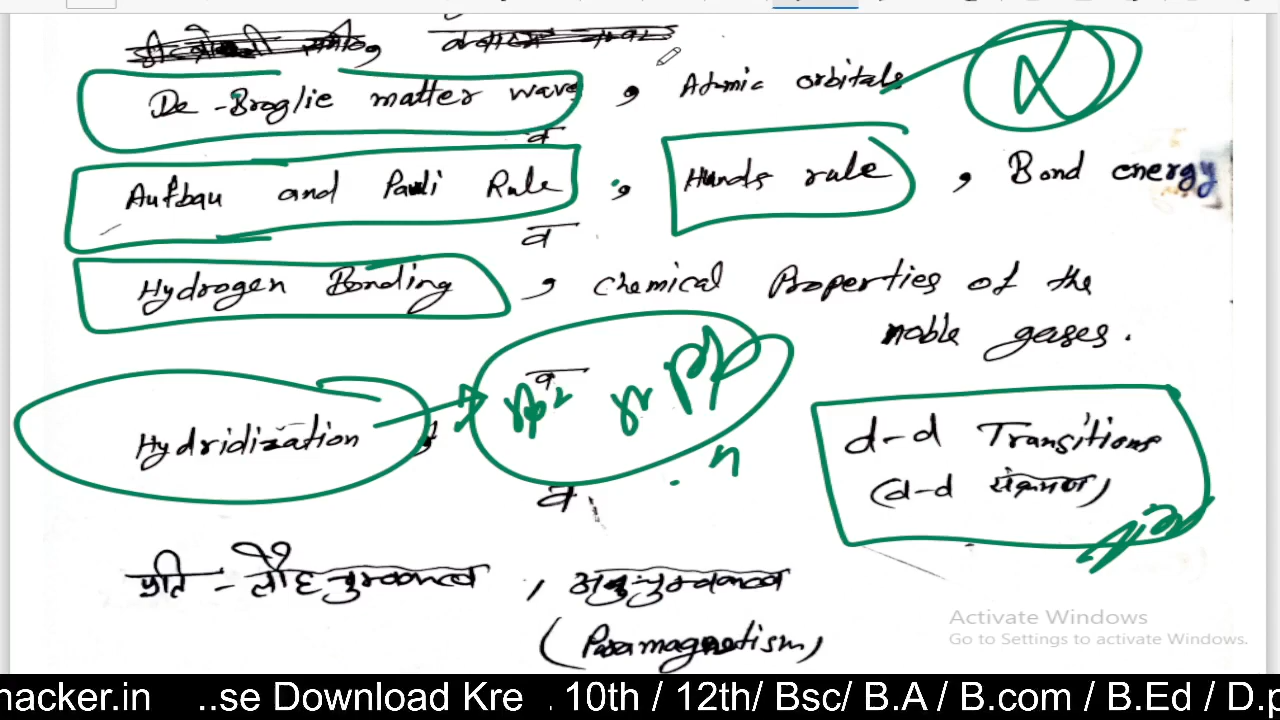 De-Broglie matter wave, Atomic orbitals
व
Aufbau and Pauli Rule, Hunds rule, Bond energy
व
Hydrogen Bonding, Chemical Properties of the
noble gases.
व
Hydridization,
d-d Transitions
(d-d संक्रमण)
व
प्रति-लौह चुम्बकत्व, अनुचुम्बकत्व
(Paramagnetism)
Activate Windows
Go to Settings to activate Windows.
hacker.in ..se Download Kre . 10th / 12th/ Bsc/ B.A / B.com / B.Ed / D.p